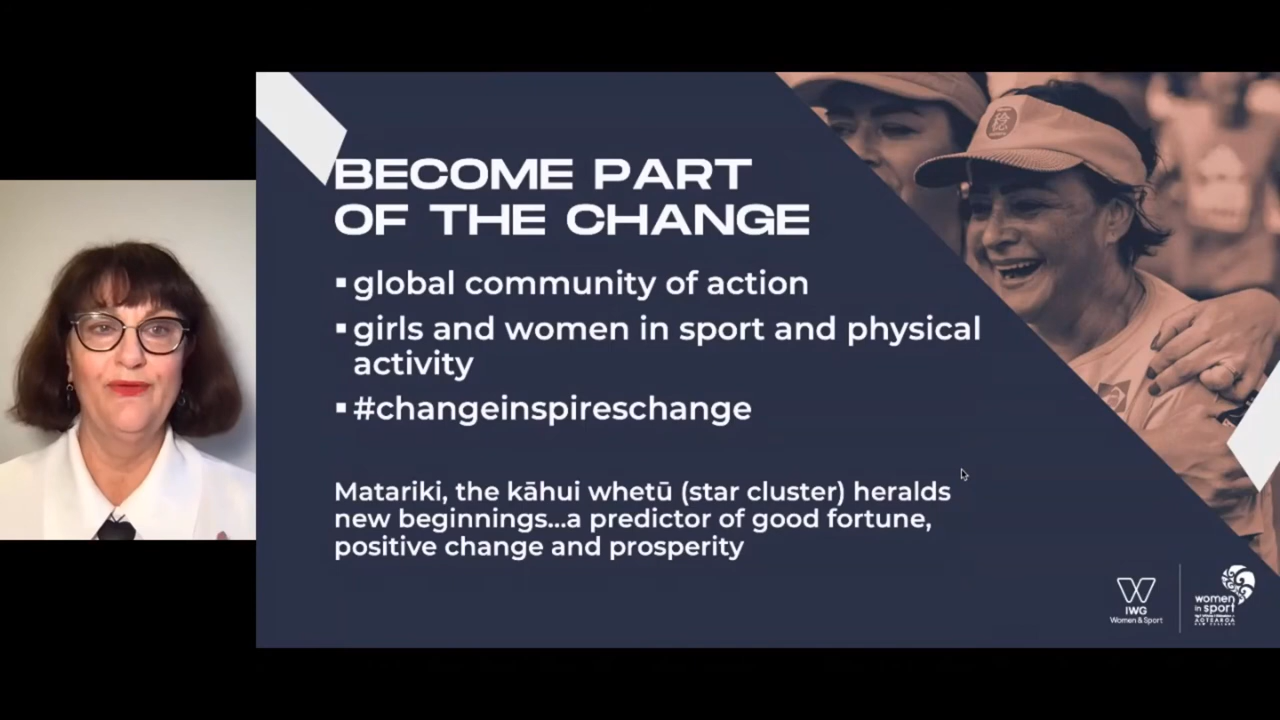 BECOME PART
OF THE CHANGE
▪ global community of action
▪ girls and women in sport and physical
activity
▪ #changeinspireschange
Matariki, the kāhui whetū (star cluster) heralds
new beginnings...a predictor of good fortune,
positive change and prosperity
IWG
Women & Sport
women
in sport
AOTEAROA
NEW ZEALAND